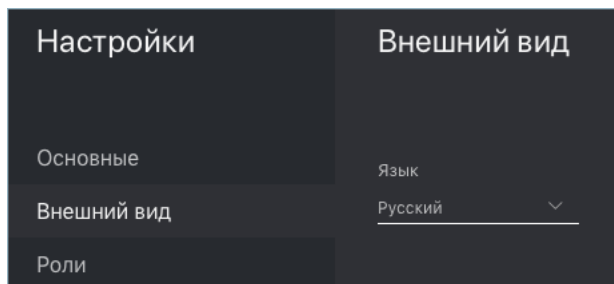 Настройки
Основные
Внешний вид
Роли
Внешний вид
Язык
Русский